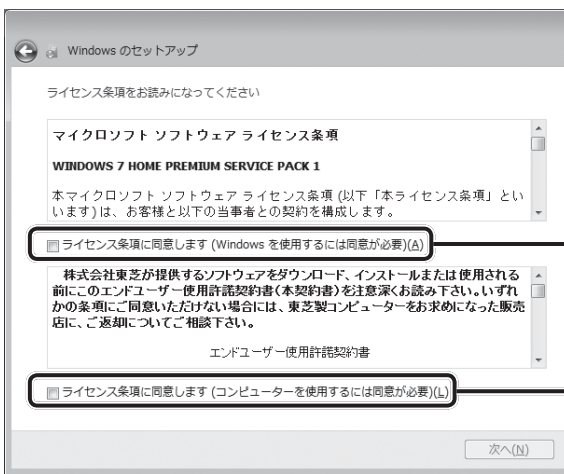 Windows のセットアップ
ライセンス条項をお読みになってください
マイクロソフト ソフトウェア ライセンス条項
WINDOWS 7 HOME PREMIUM SERVICE PACK 1
本マイクロソフト ソフトウェア ライセンス条項 (以下「本ライセンス条項」とい
います) は、お客様と以下の当事者との契約を構成します。
ライセンス条項に同意します (Windows を使用するには同意が必要)(A)
株式会社東芝が提供するソフトウェアをダウンロード、インストールまたは使用される
前にこのエンドユーザー使用許諾契約書(本契約書)を注意深くお読み下さい。いずれ
かの条項にご同意いただけない場合には、東芝製コンピューターをお求めになった販売
店に、ご返却についてご相談下さい。
エンドユーザー使用許諾契約書
ライセンス条項に同意します (コンピューターを使用するには同意が必要)(L)
次へ(N)